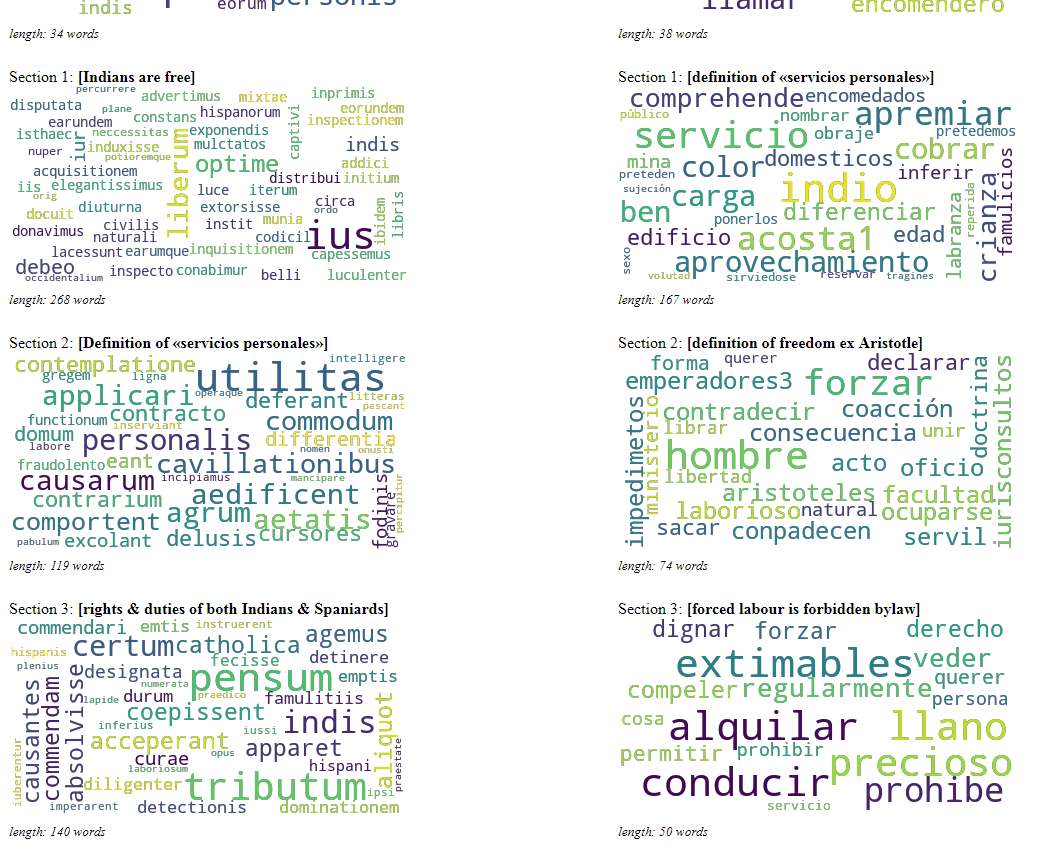 indis
eorum
personis
length: 34 words
Section 1: [Indians are free]
percurrere
advertimus
mixtae
inprimis
disputata
plane
constans
hispanorum
eorundem
inspectionem
earundem
isthaec
iur
neccessitas
exponendis
captivi
nuper
induxisse
mulctatos
indis
potioremque
liberum
optime
addici
acquisitionem
distribui
initium
iis
elegantissimus
luce
iterum
circa
orig
ordo
docuit
diuturna
extorsisse
munia
instit
ibidem
libris
donavimus
civilis
naturali
codicil
ius
lacessunt
earumque
inquisitionem
capessemus
debeo
occidentalium
inspecto
conabimur
belli
luculenter
length: 268 words
Section 2: [Definition of «servicios personales»]
contemplatione
intelligere
gregem
ligna
utilitas
applicari
operaque
deferant
litteras
pascant
functionum
contracto
inserviant
commodum
domum
labore
personalis
differentia
nomen
onusti
fraudolento
eant
cavillationibus
causarum
incipiamus
mancipare
contrarium
aedificent
fodinis
gravare
percipitur
comportent
agrum
aetatis
pabulum
excolant
delusis
cursores
length: 119 words
Section 3: [rights & duties of both Indians & Spaniards]
commendari
emtis
instruerent
agemus
hispanis
certum
catholica
plenius
designata
fecisse
detinere
numerata
pensum
emptis
causantes
commendam
absolvisse
lapide
durum
praedico
famulitiis
coepissent
indis
aliquot
inferius
iussi
acceperant
apparet
curae
opus
hispani
laboriosum
iuberentur
diligenter
tributum
ipsi
praestate
imperarent
detectionis
dominationem
length: 140 words
llamar
encomendero
length: 38 words
Section 1: [definition of «servicios personales»]
comprehende
encomedados
público
nombrar
apremiar
servicio
obraje
pretedemos
mina
color
domesticos
cobrar
preteden
inferir
sujeción
carga
indio
ben
ponerlos
diferenciar
labranza
reperida
crianza
famulicios
edificio
acosta1
edad
sexo
aprovechamiento
volutad
sirviedose
reservar
tragines
length: 167 words
Section 2: [definition of freedom ex Aristotle]
forma
querer
declarar
emperadores3
forzar
doctrina
iurisconsultos
impedimetos
ministerio
contradecir
coacción
librar
consecuencia
unir
hombre
acto
oficio
libertad
aristoteles
facultad
laborioso
natural
ocuparse
sacar
conpadecen
servil
length: 74 words
Section 3: [forced labour is forbidden bylaw]
dignar
forzar
derecho
extimables
veder
compeler
regularmente
querer
persona
cosa
alquilar
llano
permitir
prohibir
precioso
conducir
prohibe
servicio
length: 50 words